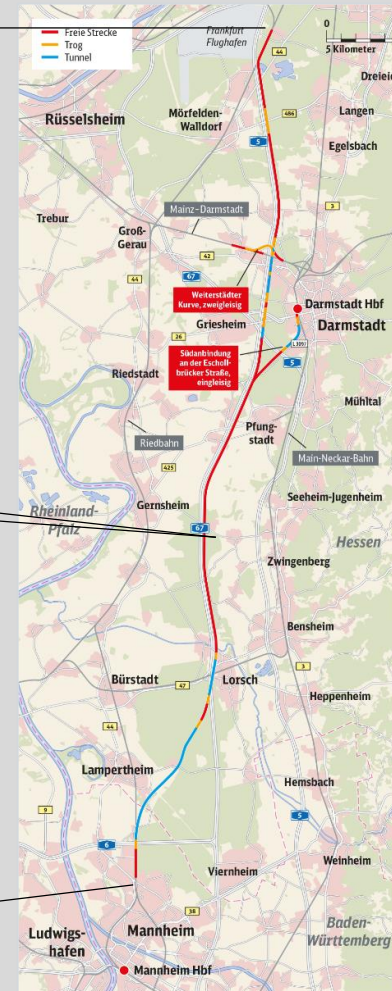 Freie Strecke
Trog
Tunnel
Frankfurt
Flughafen
0
5 Kilometer
44
Dreieic
486
Mörfelden-
Walldorf
Langen
Rüsselsheim
5
Egelsbach
3
Mainz-Darmstadt
Trebur
Groß-
Gerau
42
67
44
Weiterstädter
Kurve, zweigleisig
Darmstadt Hbf
Griesheim
Darmstadt
26
L3097
Südanbindung
an der Escholl-
brücker Straße,
eingleisig
5
Riedstadt
Mühltal
Pfung-
stadt
Riedbahn
Main-Neckar-Bahn
425
Gernsheim
Seeheim-Jugenheim
Rheinland-
Pfalz
67
Hessen
Zwingenberg
Bensheim
3
Bürstadt
47
Lorsch
Heppenheim
44
Lampertheim
Hemsbach
9
5
6
Weinheim
Viernheim
38
Baden-
Württemberg
Ludwigs-
hafen
Mannheim
Mannheim Hbf